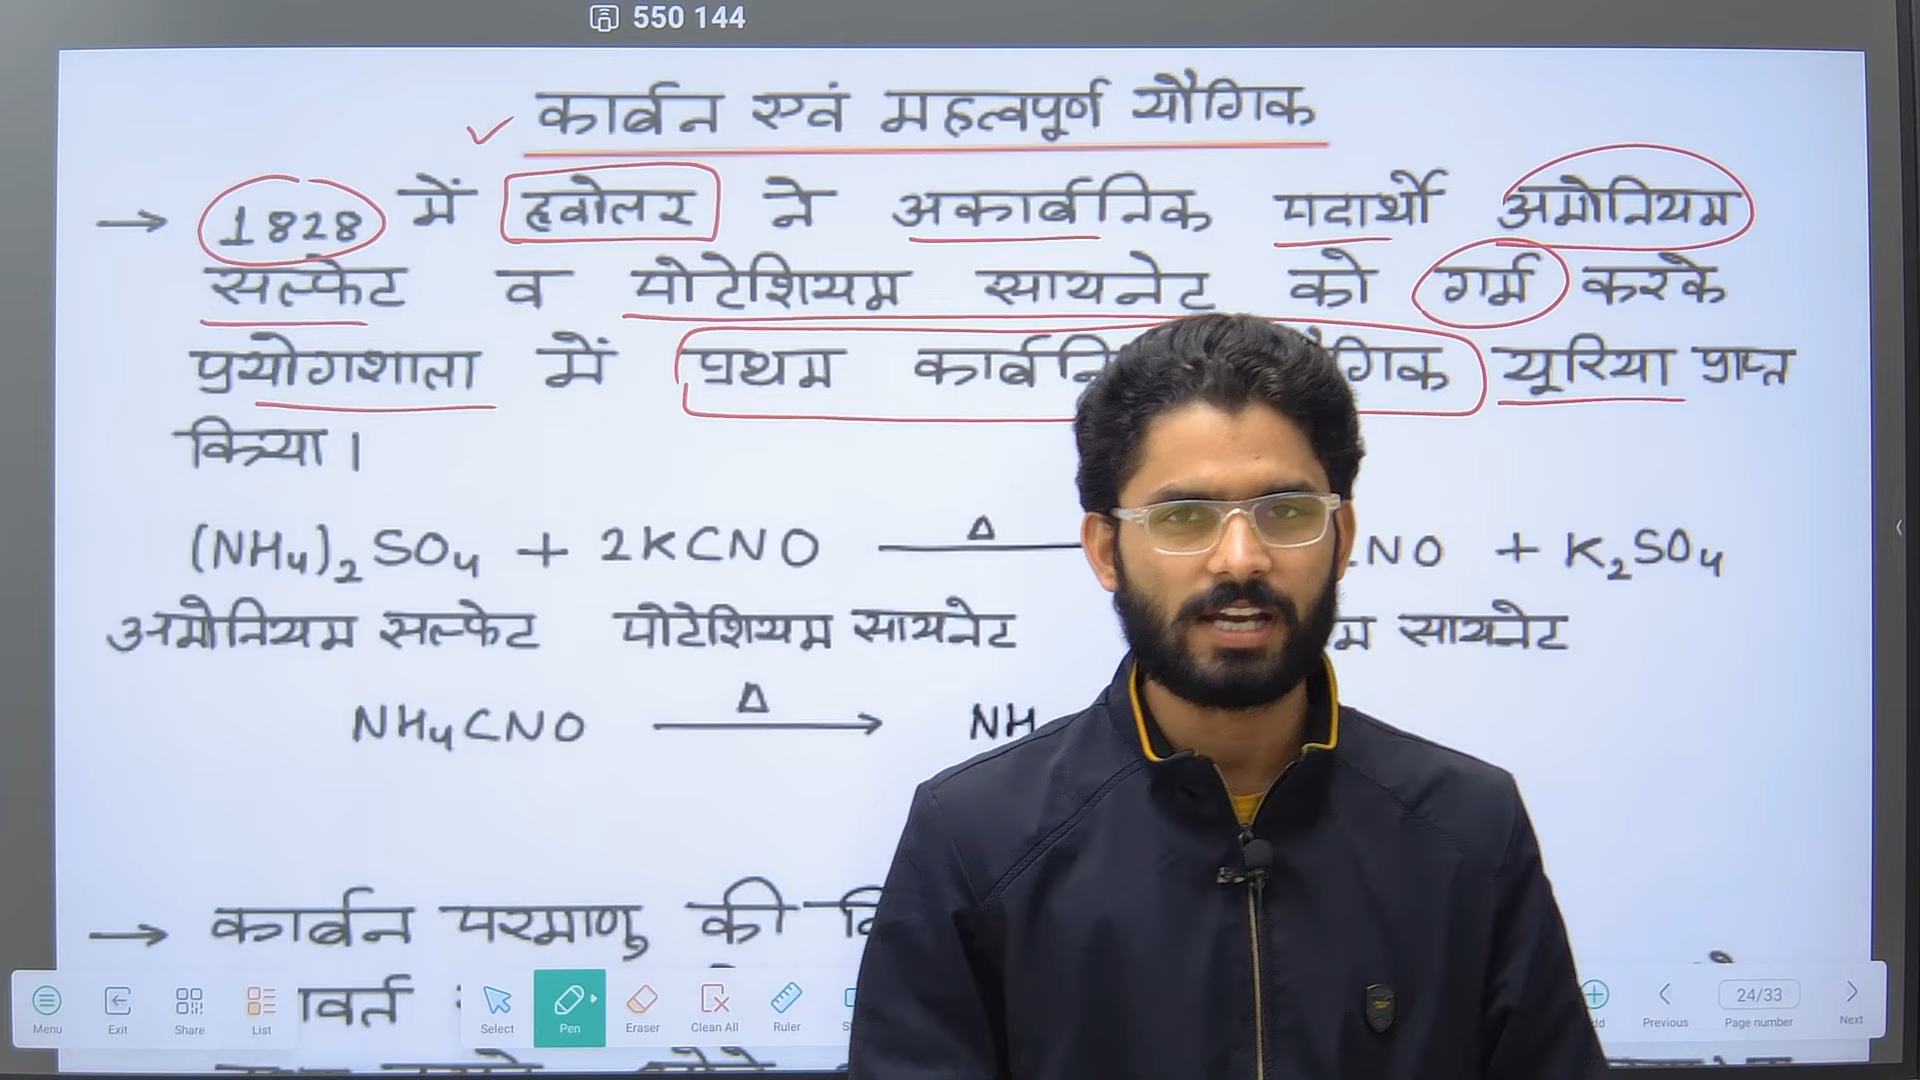 550 144
कार्बन एवं महत्वपूर्ण यौगिक
→ 1828 में ह्वोलर ने अकार्बनिक पदार्थों अमोनियम
सल्फेट व पोटेशियम सायनेट को गर्म करके
प्रयोगशाला में प्रथम यूरिया प्राप्त
किया ।
(NH₄)₂SO₄ + 2KCNO Δ NO + K₂SO₄
अमोनियम सल्फेट पोटेशियम सायनेट सायनेट
NH₄CNO Δ→ NH
→ कार्बन परमाणु की
Menu Exit Share List Select Pen Eraser Clean All Ruler Previous 24/33 Page number Next